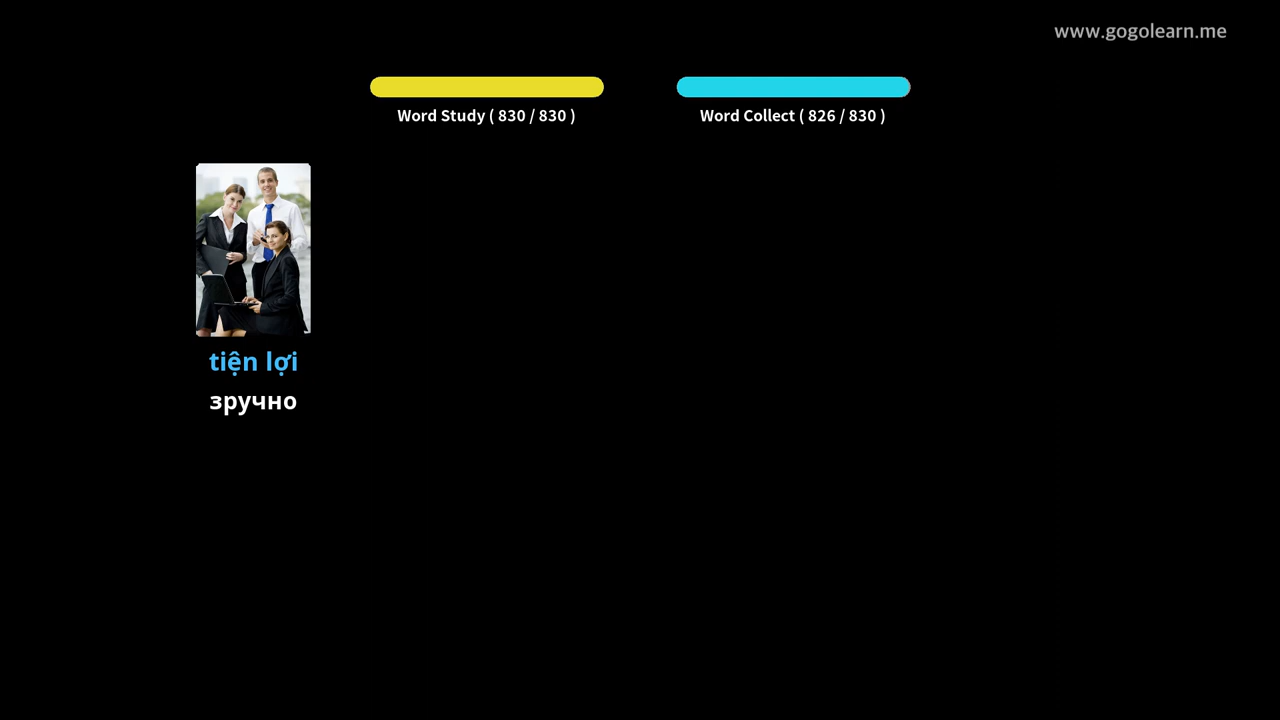 www.gogolearn.me
Word Study ( 830 / 830 )
Word Collect ( 826 / 830 )
tiện lợi
зручно